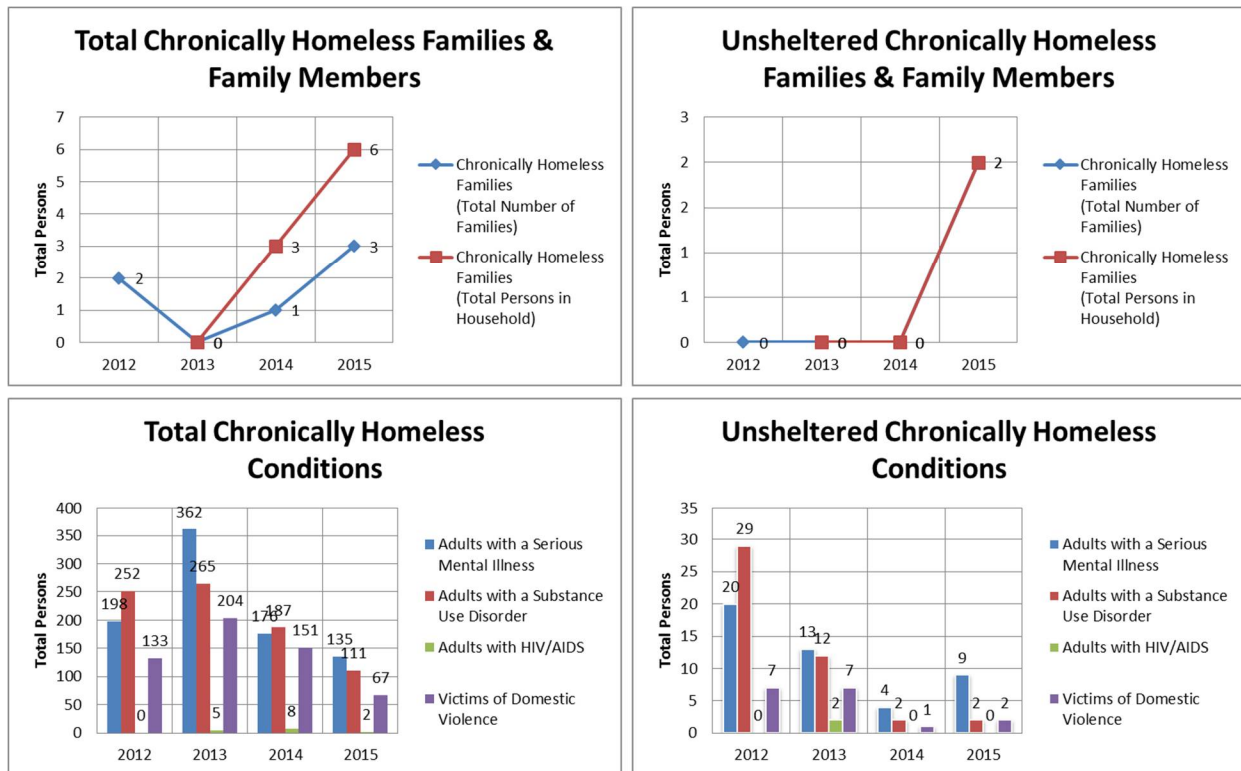 Total Chronically Homeless Families &
Family Members
7
6
5
4
3
2
1
0
Total Persons
2
0
1
3
3
6
2012 2013 2014 2015
Chronically Homeless
Families
(Total Number of
Families)
Chronically Homeless
Families
(Total Persons in
Household)
Unsheltered Chronically Homeless
Families & Family Members
3
2
2
1
1
0
Total Persons
0
0
0
2
2012 2013 2014 2015
Chronically Homeless
Families
(Total Number of
Families)
Chronically Homeless
Families
(Total Persons in
Household)
Total Chronically Homeless
Conditions
400
350
300
250
200
150
100
50
0
Total Persons
198 252 0 133
362 265 5 204
176 187 8 151
135 111 2 67
2012 2013 2014 2015
Adults with a Serious
Mental Illness
Adults with a Substance
Use Disorder
Adults with HIV/AIDS
Victims of Domestic
Violence
Unsheltered Chronically Homeless
Conditions
35
30
25
20
15
10
5
0
Total Persons
20 29 0 7
13 12 2 7
4 2 0 1
9 2 0 2
2012 2013 2014 2015
Adults with a Serious
Mental Illness
Adults with a Substance
Use Disorder
Adults with HIV/AIDS
Victims of Domestic
Violence